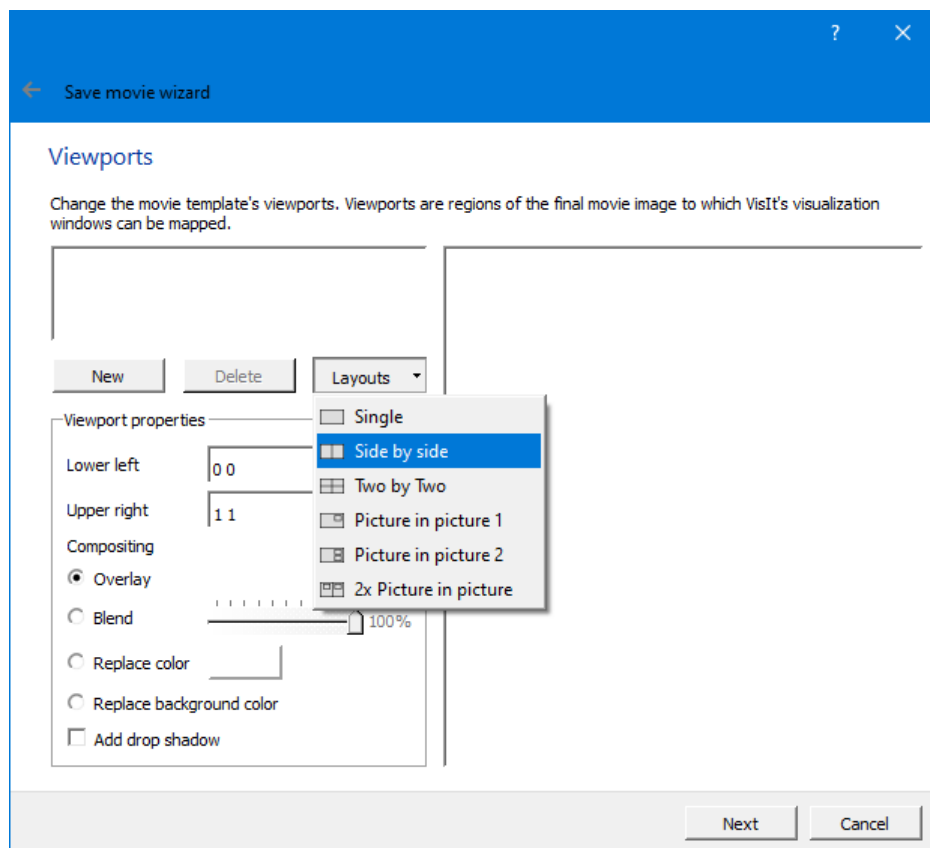 ?
Save movie wizard
Viewports
Change the movie template's viewports. Viewports are regions of the final movie image to which VisIt's visualization
windows can be mapped.
New
Delete
Layouts
Single
Side by side
Two by Two
Picture in picture 1
Picture in picture 2
2x Picture in picture
Viewport properties
Lower left
0 0
Upper right
1 1
Compositing
Overlay
Blend
100%
Replace color
Replace background color
Add drop shadow
Next
Cancel